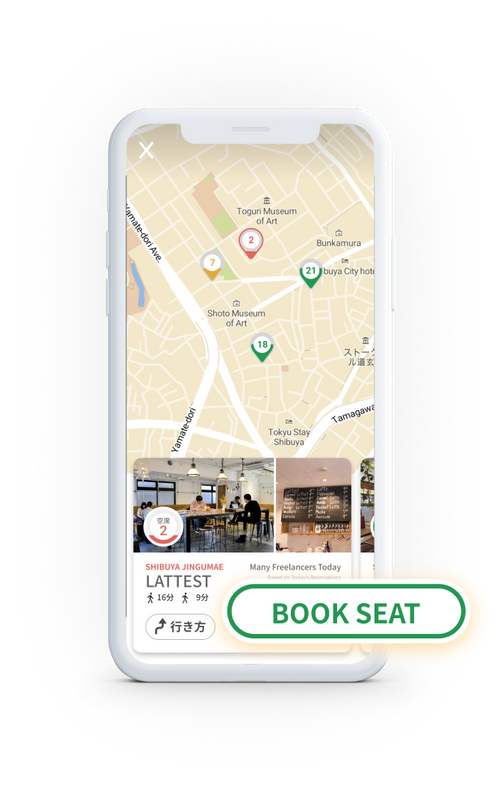 X
Yamate-dori Ave.
Toguri Museum
of Art
2
Bunkamura
7
21
buya City hote
Shoto Museum
of Art
18
ストーク
ル道玄
Yamate-dori
Tamagawa
Tokyu Stay
Shibuya
空席
2
SHIBUYA JINGUMAE
Many Freelancers Today
LATTEST
Based on Today's Reservations
16分
9分
行き方
BOOK SEAT